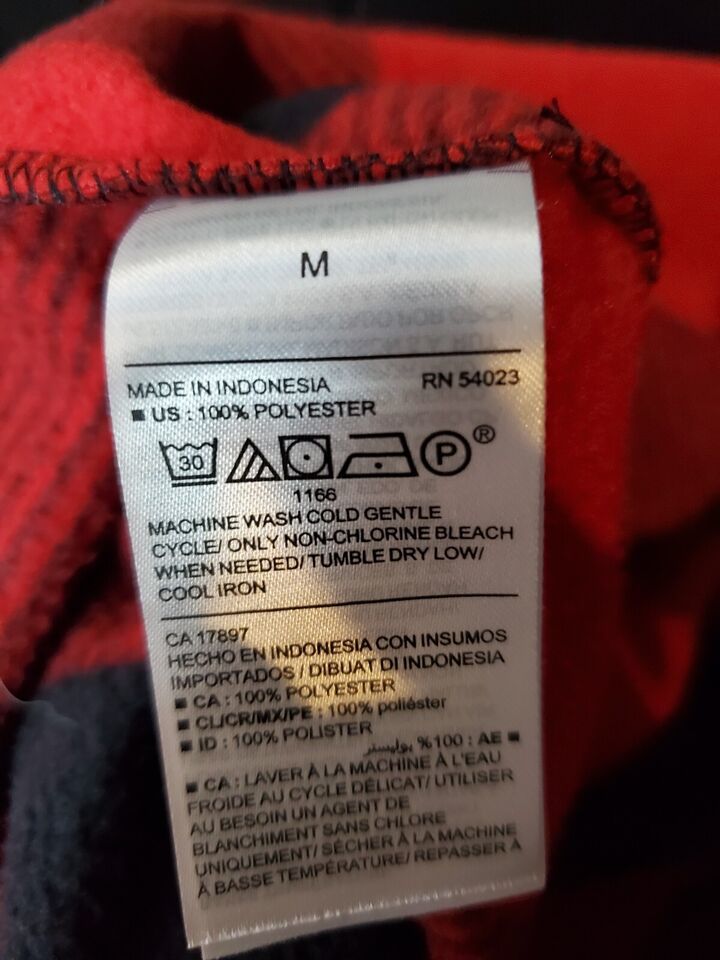 M
MADE IN INDONESIA RN 54023
■ US : 100% POLYESTER
30 P ®
1166
MACHINE WASH COLD GENTLE
CYCLE/ ONLY NON-CHLORINE BLEACH
WHEN NEEDED/ TUMBLE DRY LOW/
COOL IRON
CA 17897
HECHO EN INDONESIA CON INSUMOS
IMPORTADOS / DIBUAT DI INDONESIA
■ CA : 100% POLYESTER
■ CL/CR/MX/PE : 100% poliéster
■ ID : 100% POLISTER
■ AE : 100% بوليستر
■ CA : LAVER À LA MACHINE À L'EAU
FROIDE AU CYCLE DÉLICAT/ UTILISER
AU BESOIN UN AGENT DE
BLANCHIMENT SANS CHLORE
UNIQUEMENT/ SÉCHER À LA MACHINE
À BASSE TEMPÉRATURE/ REPASSER À